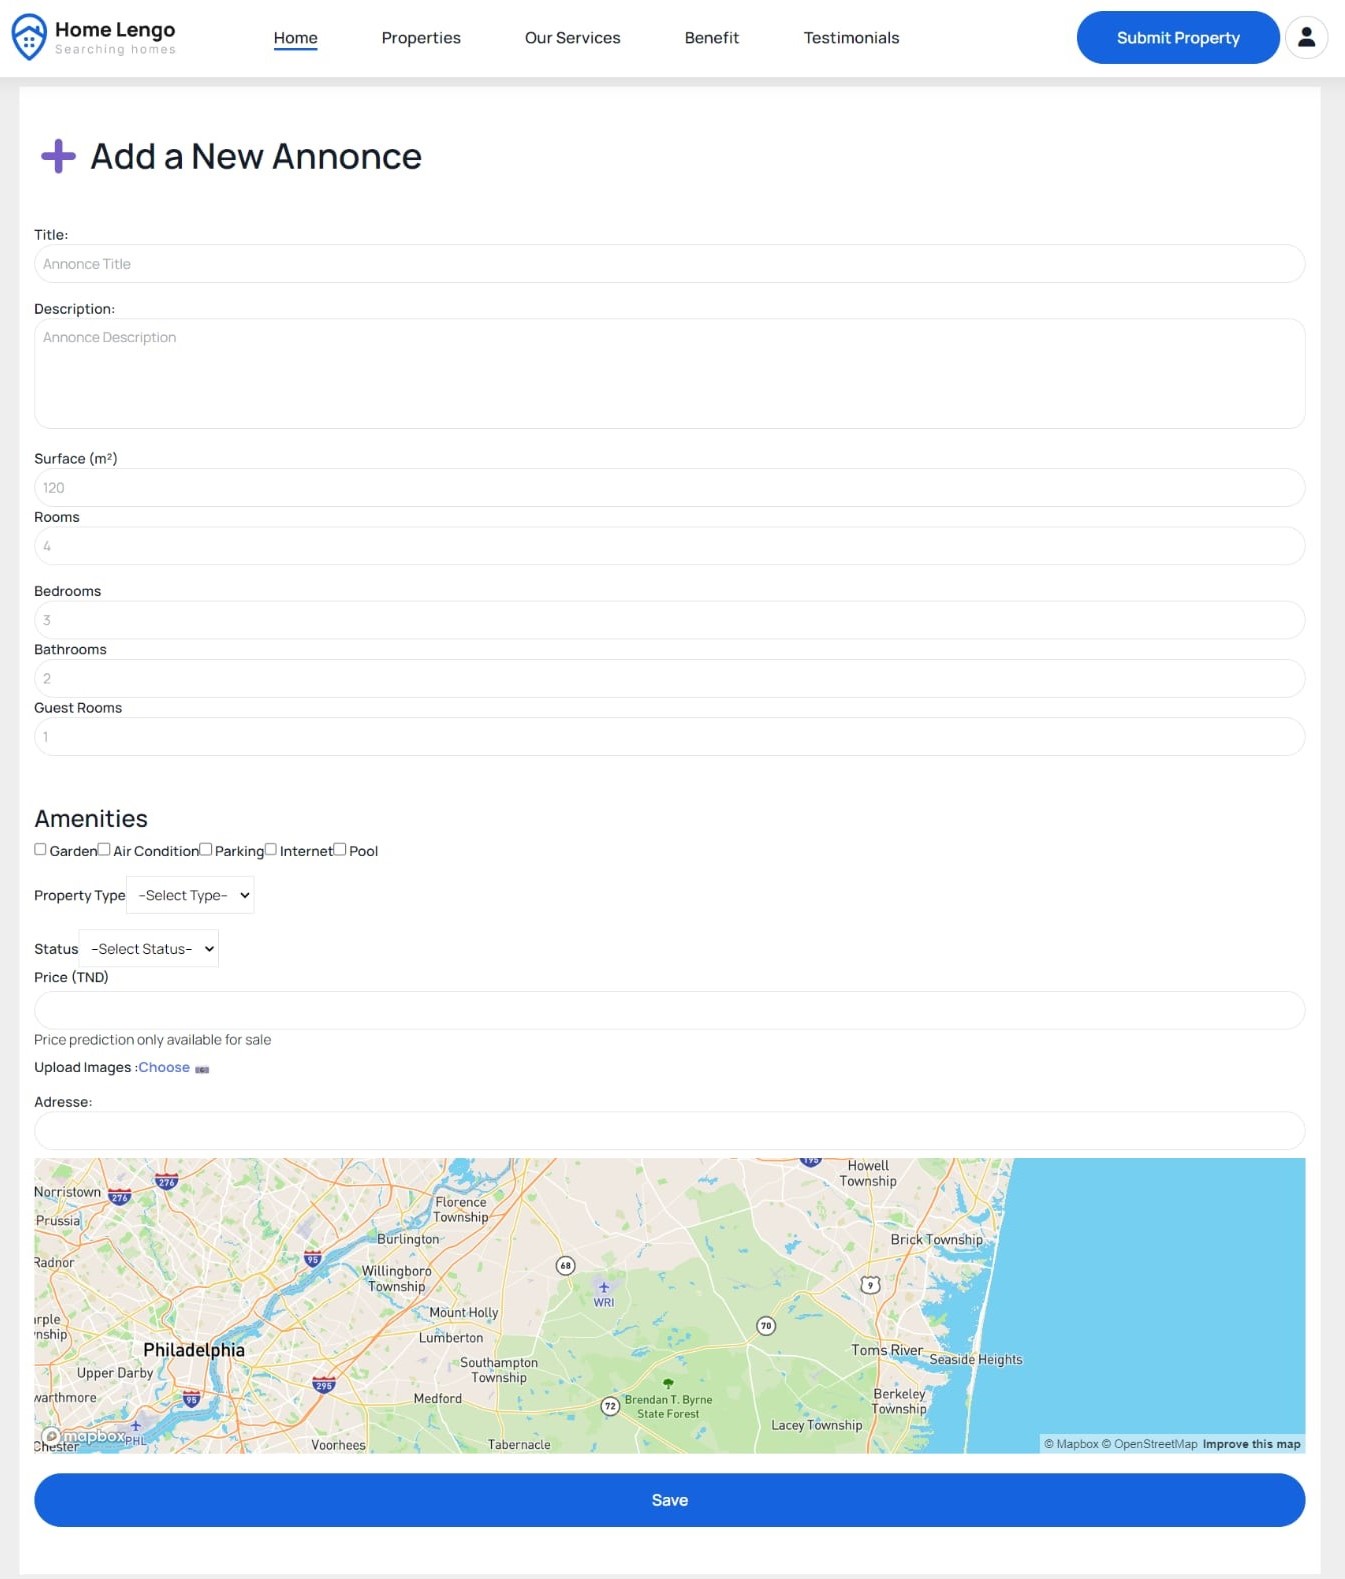 Home Lengo
Searching homes
Home
Properties
Our Services
Benefit
Testimonials
Submit Property
Add a New Annonce
Title:
Annonce Title
Description:
Annonce Description
Surface (m²)
120
Rooms
4
Bedrooms
3
Bathrooms
2
Guest Rooms
1
Amenities
Garden Air Condition Parking Internet Pool
Property Type --Select Type--
Status --Select Status--
Price (TND)
Price prediction only available for sale
Upload Images :Choose
Adresse:
195
Howell
Township
276
Norristown
276
Florence
Township
Prussia
Burlington
Brick Township
95
Radnor
68
Willingboro
Township
9
WRI
Mount Holly
arple
nship
70
Lumberton
Philadelphia
Toms River
Seaside Heights
Southampton
Township
Upper Darby
295
warthmore
95
Medford
Brendan T. Byrne
State Forest
72
Berkeley
Township
Lacey Township
mapbox
PHL
Chester
Voorhees
Tabernacle
© Mapbox © OpenStreetMap Improve this map
Save